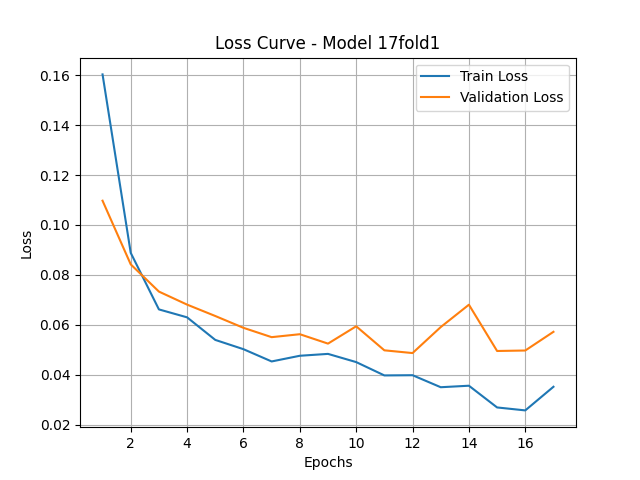 Loss Curve - Model 17fold1
Train Loss
Validation Loss
0.16
0.14
0.12
0.10
0.08
0.06
0.04
0.02
Loss
2 4 6 8 10 12 14 16
Epochs